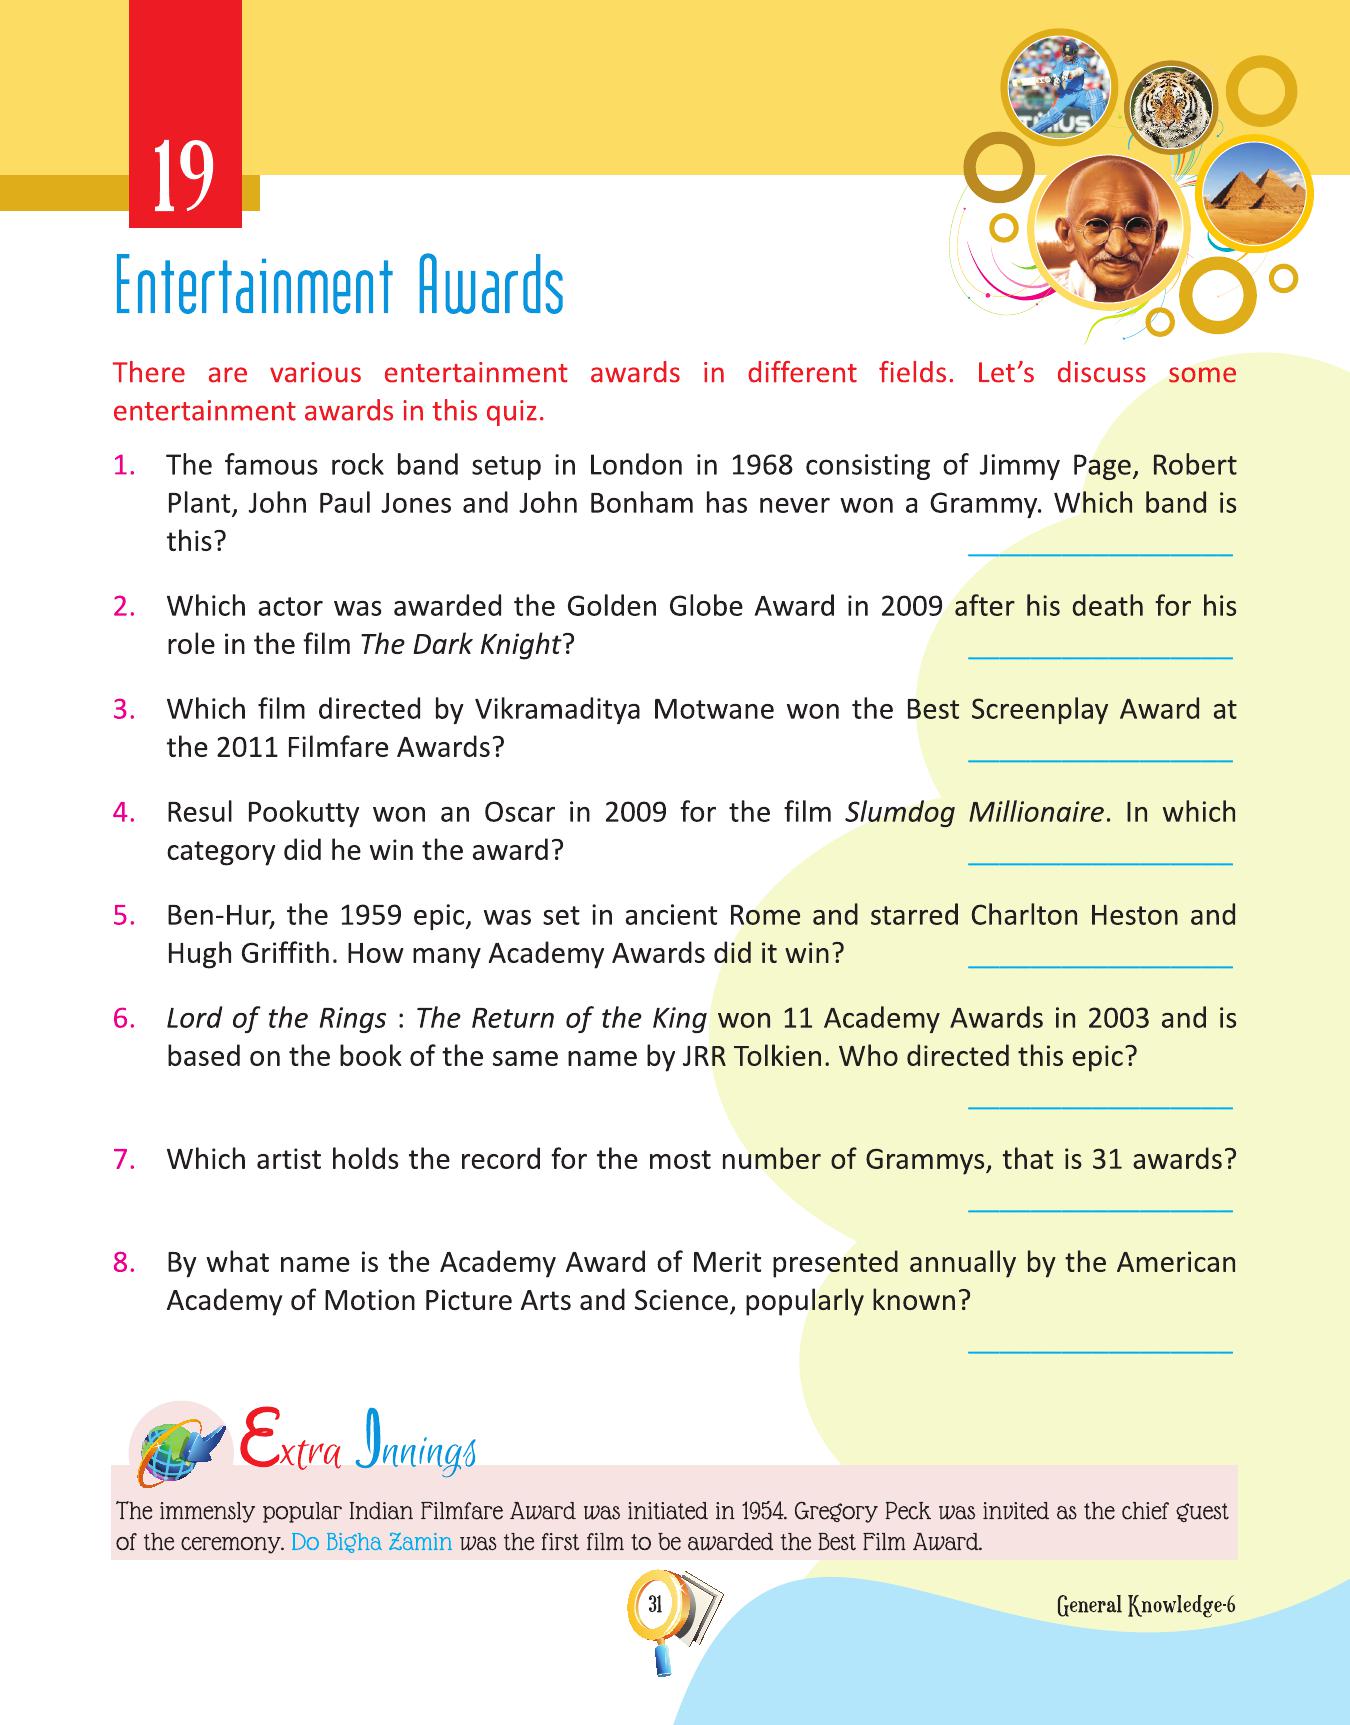 19
Entertainment Awards
There are various entertainment awards in different fields. Let’s discuss some
entertainment awards in this quiz.
1. The famous rock band setup in London in 1968 consisting of Jimmy Page, Robert
Plant, John Paul Jones and John Bonham has never won a Grammy. Which band is
this?
2. Which actor was awarded the Golden Globe Award in 2009 after his death for his
role in the film The Dark Knight?
3. Which film directed by Vikramaditya Motwane won the Best Screenplay Award at
the 2011 Filmfare Awards?
4. Resul Pookutty won an Oscar in 2009 for the film Slumdog Millionaire. In which
category did he win the award?
5. Ben-Hur, the 1959 epic, was set in ancient Rome and starred Charlton Heston and
Hugh Griffith. How many Academy Awards did it win?
6. Lord of the Rings : The Return of the King won 11 Academy Awards in 2003 and is
based on the book of the same name by JRR Tolkien. Who directed this epic?
7. Which artist holds the record for the most number of Grammys, that is 31 awards?
8. By what name is the Academy Award of Merit presented annually by the American
Academy of Motion Picture Arts and Science, popularly known?
Extra Innings
The immensly popular Indian Filmfare Award was initiated in 1954. Gregory Peck was invited as the chief guest
of the ceremony. Do Bigha Zamin was the first film to be awarded the Best Film Award.
31
General Knowledge-6